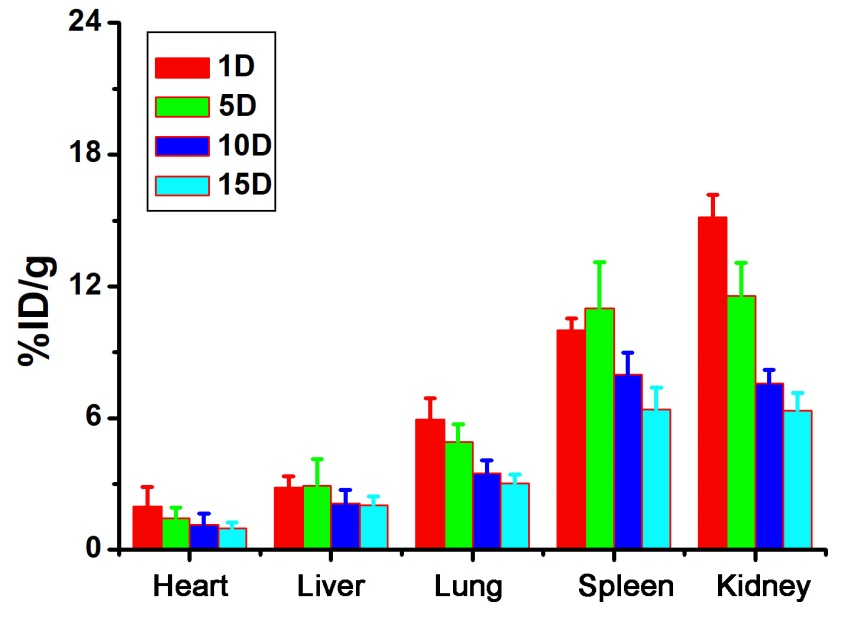 24
18
12
6
0
%ID/g
1D
5D
10D
15D
Heart Liver Lung Spleen Kidney